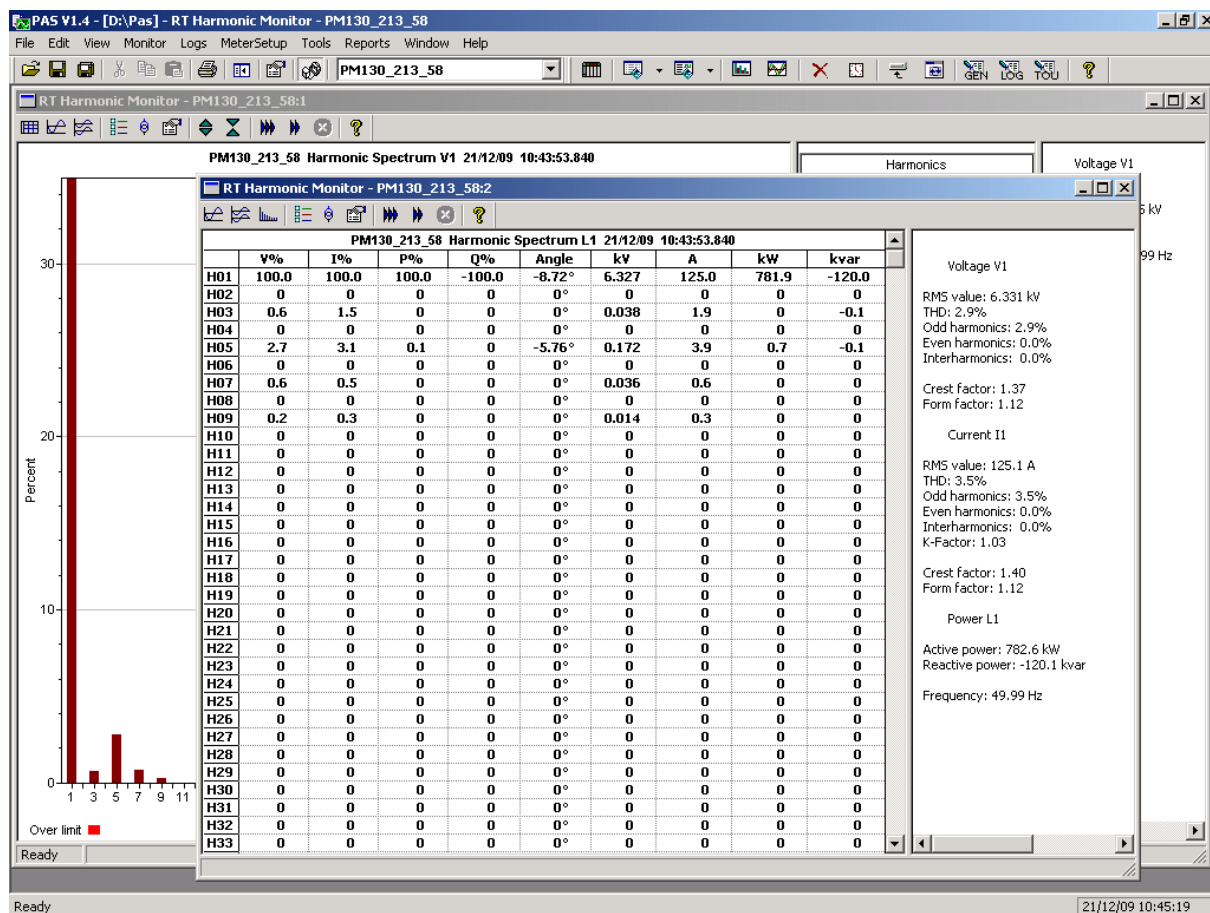 PAS V1.4 - [D:\Pas] - RT Harmonic Monitor - PM130_213_58
File Edit View Monitor Logs MeterSetup Tools Reports Window Help
PM130_213_58
GEN LOG TOU
RT Harmonic Monitor - PM130_213_58:1
PM130_213_58 Harmonic Spectrum V1 21/12/09 10:43:53.840
Harmonics
Voltage V1
kV
99 Hz
Percent
30
20
10
0
1 3 5 7 9 11
Over limit
Ready
RT Harmonic Monitor - PM130_213_58:2
PM130_213_58 Harmonic Spectrum L1 21/12/09 10:43:53.840
V% I% P% Q% Angle kV A kW kvar
H01 100.0 100.0 100.0 -100.0 -8.72° 6.327 125.0 781.9 -120.0
H02 0 0 0 0 0° 0 0 0 0
H03 0.6 1.5 0 0 0° 0.038 1.9 0 -0.1
H04 0 0 0 0 0° 0 0 0 0
H05 2.7 3.1 0.1 0 -5.76° 0.172 3.9 0.7 -0.1
H06 0 0 0 0 0° 0 0 0 0
H07 0.6 0.5 0 0 0° 0.036 0.6 0 0
H08 0 0 0 0 0° 0 0 0 0
H09 0.2 0.3 0 0 0° 0.014 0.3 0 0
H10 0 0 0 0 0° 0 0 0 0
H11 0 0 0 0 0° 0 0 0 0
H12 0 0 0 0 0° 0 0 0 0
H13 0 0 0 0 0° 0 0 0 0
H14 0 0 0 0 0° 0 0 0 0
H15 0 0 0 0 0° 0 0 0 0
H16 0 0 0 0 0° 0 0 0 0
H17 0 0 0 0 0° 0 0 0 0
H18 0 0 0 0 0° 0 0 0 0
H19 0 0 0 0 0° 0 0 0 0
H20 0 0 0 0 0° 0 0 0 0
H21 0 0 0 0 0° 0 0 0 0
H22 0 0 0 0 0° 0 0 0 0
H23 0 0 0 0 0° 0 0 0 0
H24 0 0 0 0 0° 0 0 0 0
H25 0 0 0 0 0° 0 0 0 0
H26 0 0 0 0 0° 0 0 0 0
H27 0 0 0 0 0° 0 0 0 0
H28 0 0 0 0 0° 0 0 0 0
H29 0 0 0 0 0° 0 0 0 0
H30 0 0 0 0 0° 0 0 0 0
H31 0 0 0 0 0° 0 0 0 0
H32 0 0 0 0 0° 0 0 0 0
H33 0 0 0 0 0° 0 0 0 0
Voltage V1
RMS value: 6.331 kV
THD: 2.9%
Odd harmonics: 2.9%
Even harmonics: 0.0%
Interharmonics: 0.0%
Crest factor: 1.37
Form factor: 1.12
Current I1
RMS value: 125.1 A
THD: 3.5%
Odd harmonics: 3.5%
Even harmonics: 0.0%
Interharmonics: 0.0%
K-Factor: 1.03
Crest factor: 1.40
Form factor: 1.12
Power L1
Active power: 782.6 kW
Reactive power: -120.1 kvar
Frequency: 49.99 Hz
Ready
21/12/09 10:45:19